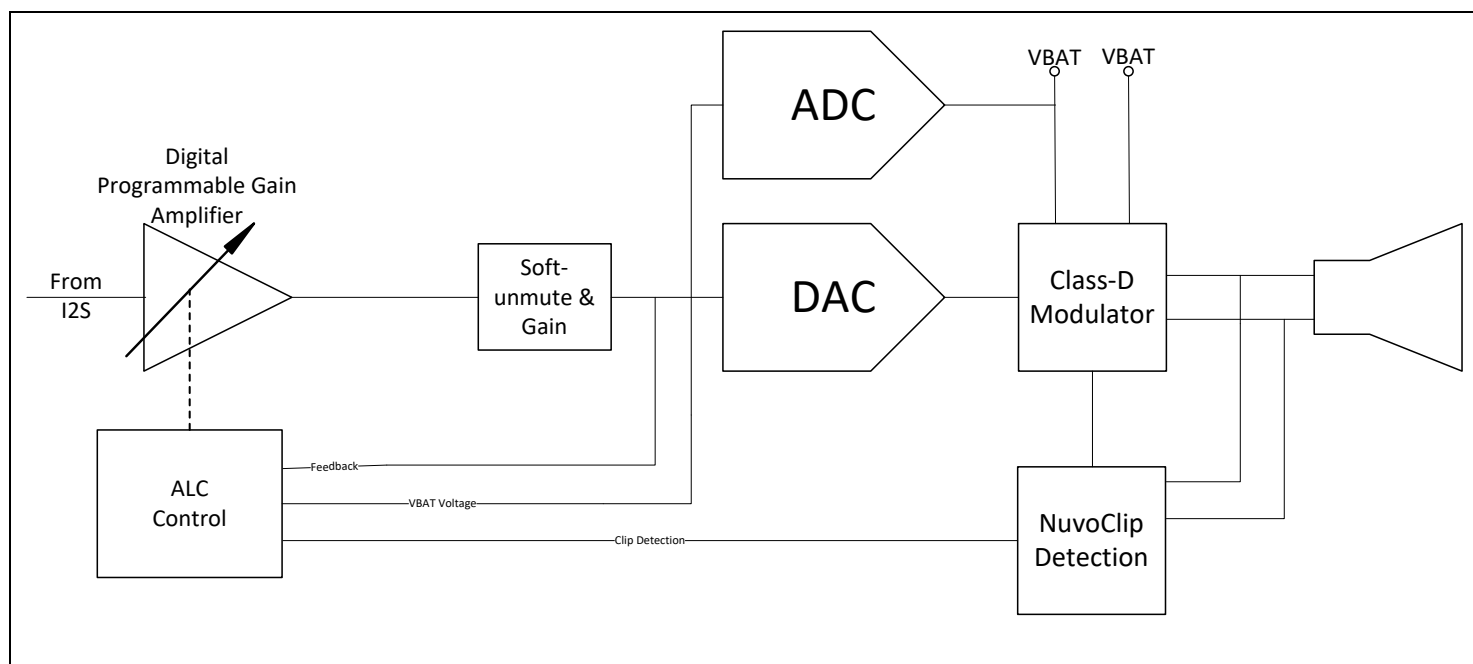 ADC
VBAT
VBAT
Digital
Programmable Gain
Amplifier
From
I2S
Soft-
unmute &
Gain
DAC
Class-D
Modulator
ALC
Control
Feedback
VBAT Voltage
Clip Detection
NuvoClip
Detection